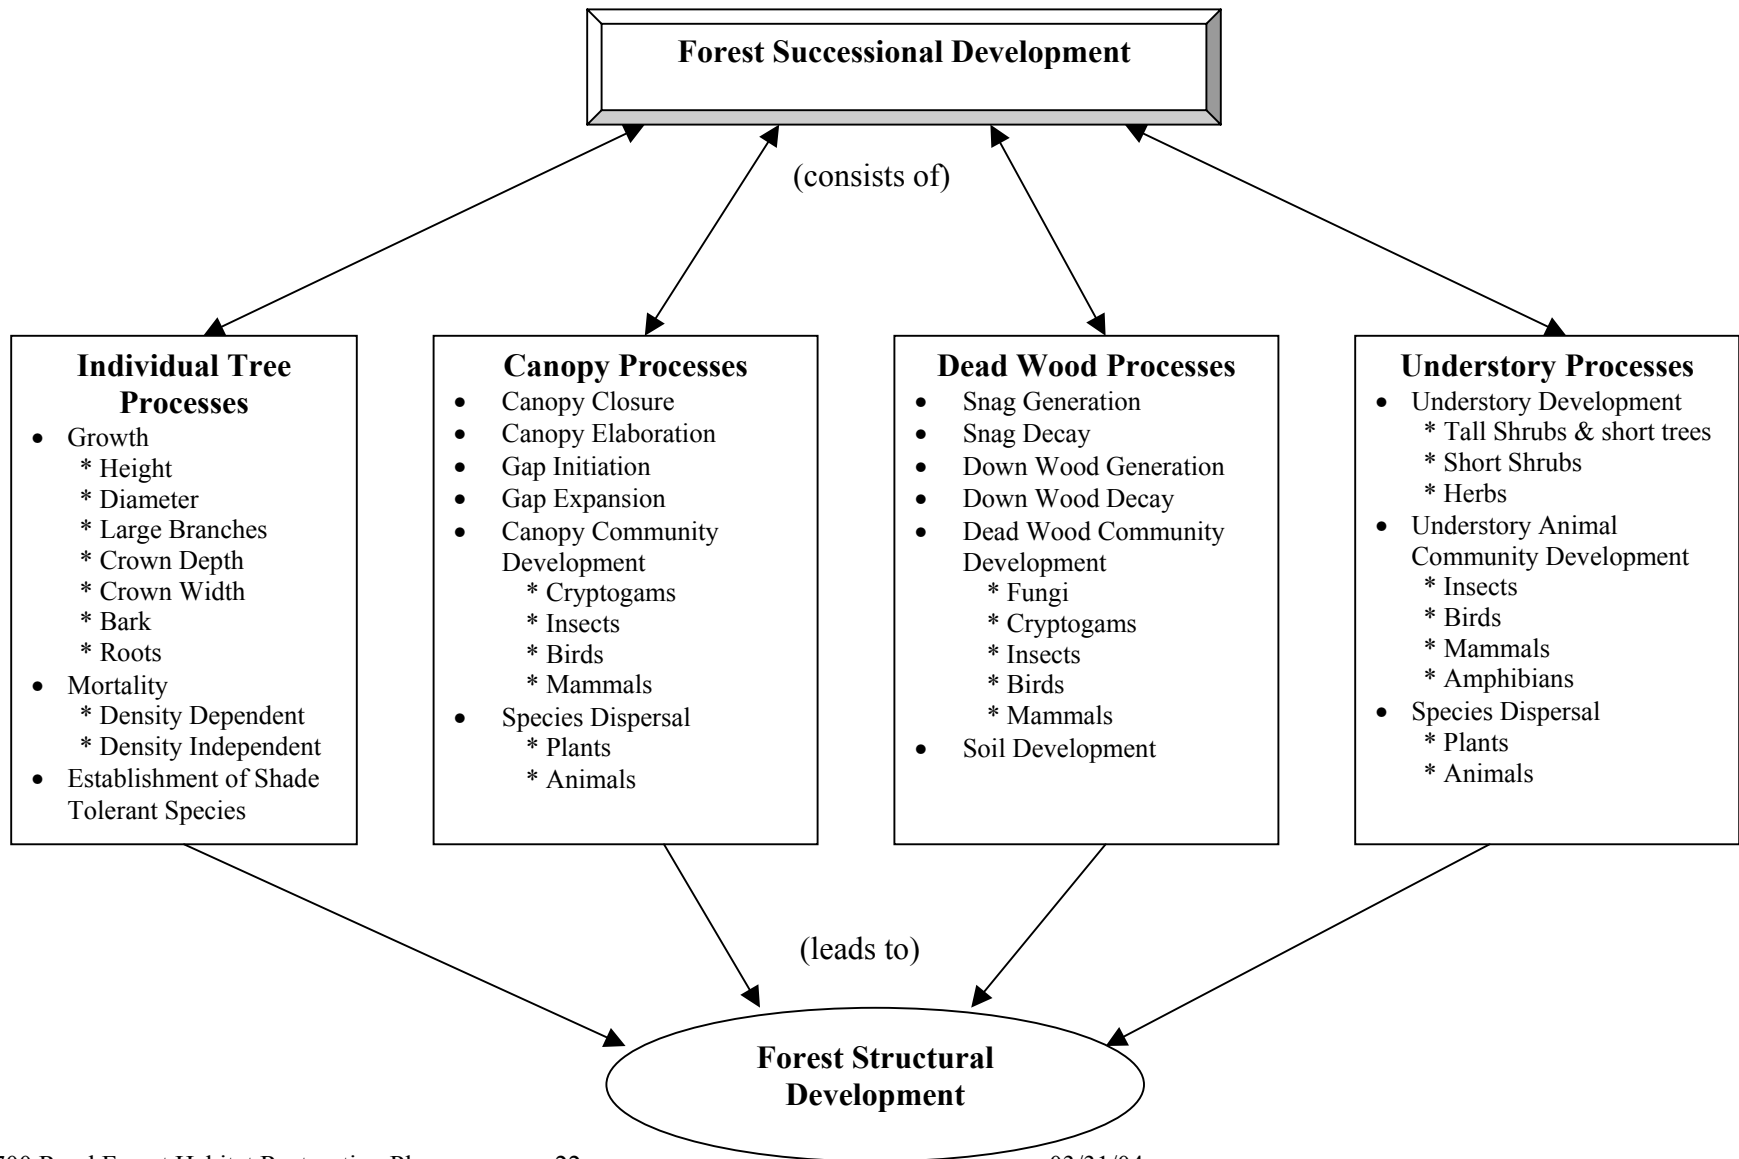 Forest Successional Development
(consists of)
Individual Tree
Processes
• Growth
* Height
* Diameter
* Large Branches
* Crown Depth
* Crown Width
* Bark
* Roots
• Mortality
* Density Dependent
* Density Independent
• Establishment of Shade
Tolerant Species
Canopy Processes
• Canopy Closure
• Canopy Elaboration
• Gap Initiation
• Gap Expansion
• Canopy Community
Development
* Cryptogams
* Insects
* Birds
* Mammals
• Species Dispersal
* Plants
* Animals
Dead Wood Processes
• Snag Generation
• Snag Decay
• Down Wood Generation
• Down Wood Decay
• Dead Wood Community
Development
* Fungi
* Cryptogams
* Insects
* Birds
* Mammals
• Soil Development
Understory Processes
• Understory Development
* Tall Shrubs & short trees
* Short Shrubs
* Herbs
• Understory Animal
Community Development
* Insects
* Birds
* Mammals
* Amphibians
• Species Dispersal
* Plants
* Animals
(leads to)
Forest Structural
Development
22